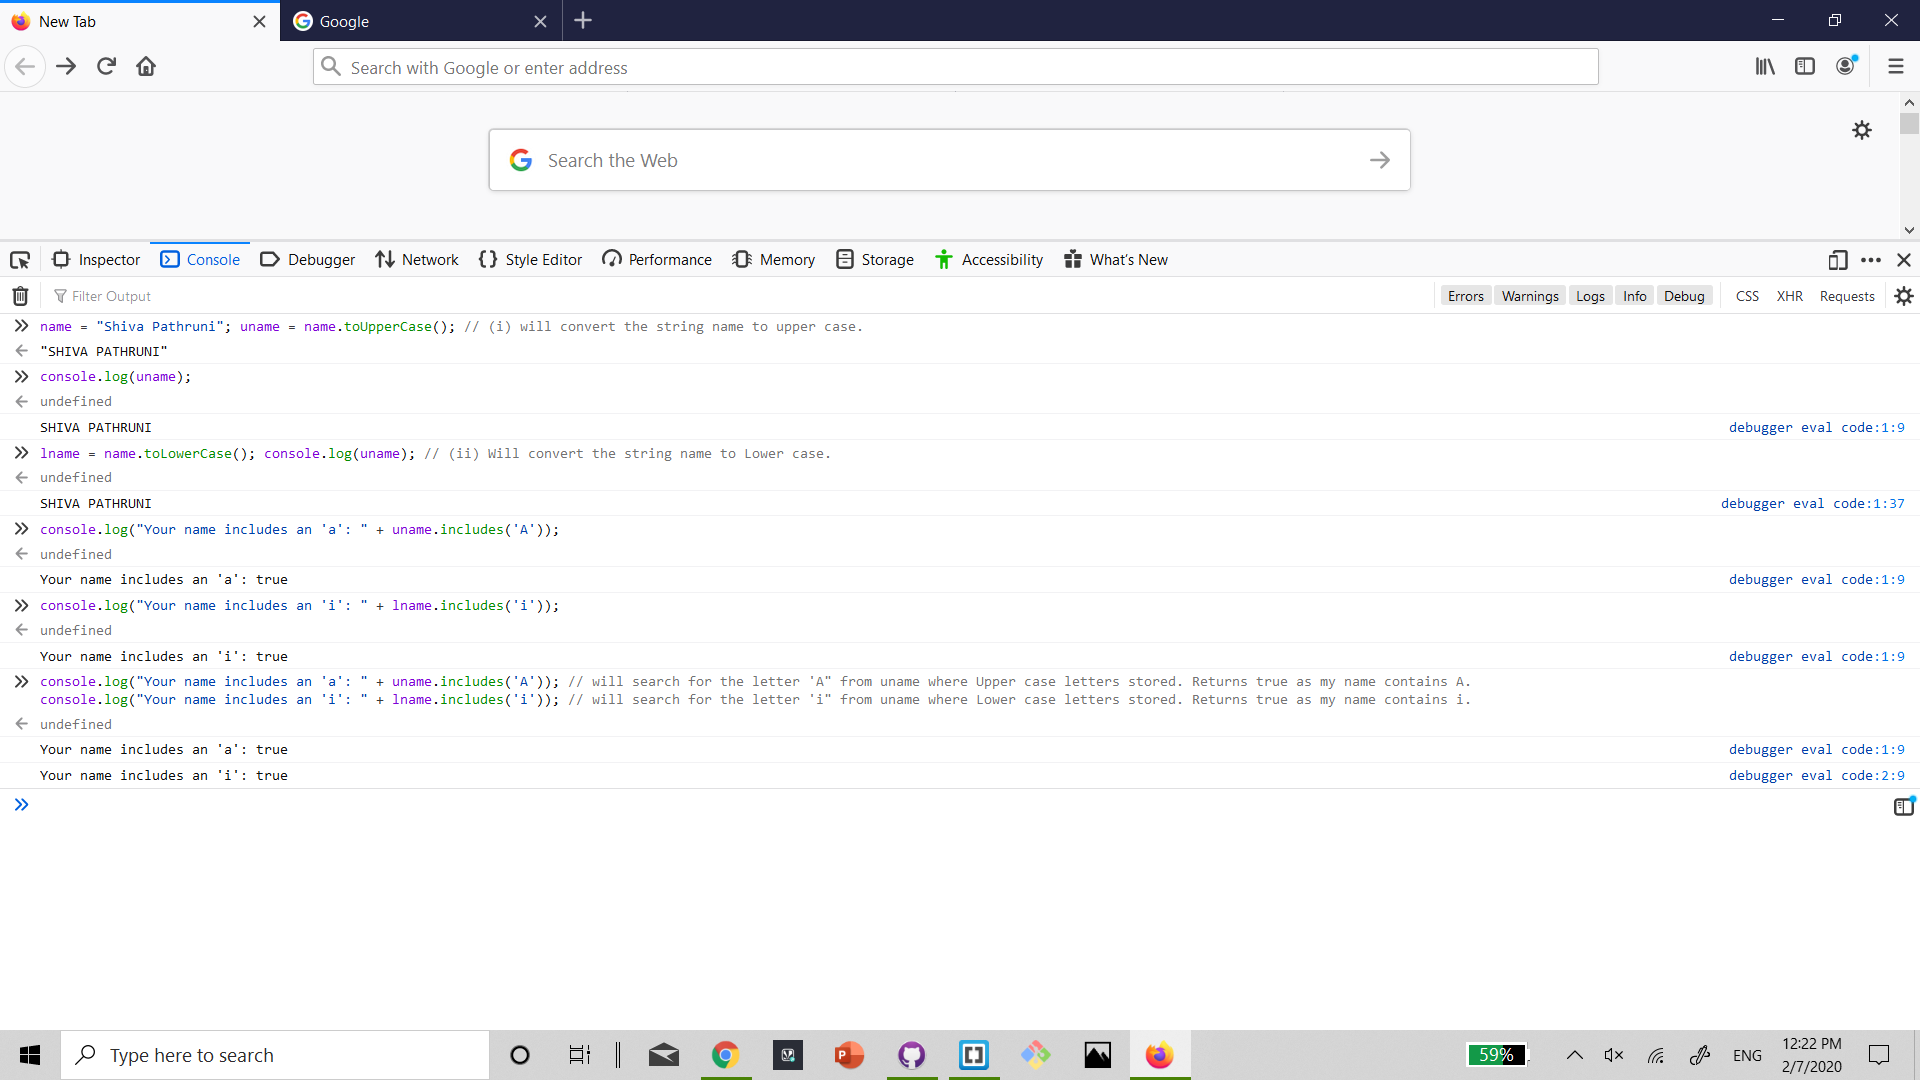 New Tab
Google
Search with Google or enter address
Search the Web
Inspector Console Debugger Network Style Editor Performance Memory Storage Accessibility What's New
Filter Output
Errors Warnings Logs Info Debug CSS XHR Requests
name = "Shiva Pathruni"; uname = name.toUpperCase(); // (i) will convert the string name to upper case.
"SHIVA PATHRUNI"
console.log(uname);
undefined
SHIVA PATHRUNI debugger eval code:1:9
lname = name.toLowerCase(); console.log(uname); // (ii) Will convert the string name to Lower case.
undefined
SHIVA PATHRUNI debugger eval code:1:37
console.log("Your name includes an 'a': " + uname.includes('A'));
undefined
Your name includes an 'a': true debugger eval code:1:9
console.log("Your name includes an 'i': " + lname.includes('i'));
undefined
Your name includes an 'i': true debugger eval code:1:9
console.log("Your name includes an 'a': " + uname.includes('A')); // will search for the letter 'A" from uname where Upper case letters stored. Returns true as my name contains A.
console.log("Your name includes an 'i': " + lname.includes('i')); // will search for the letter 'i" from uname where Lower case letters stored. Returns true as my name contains i.
undefined
Your name includes an 'a': true debugger eval code:1:9
Your name includes an 'i': true debugger eval code:2:9
Type here to search
59%
ENG
12:22 PM
2/7/2020